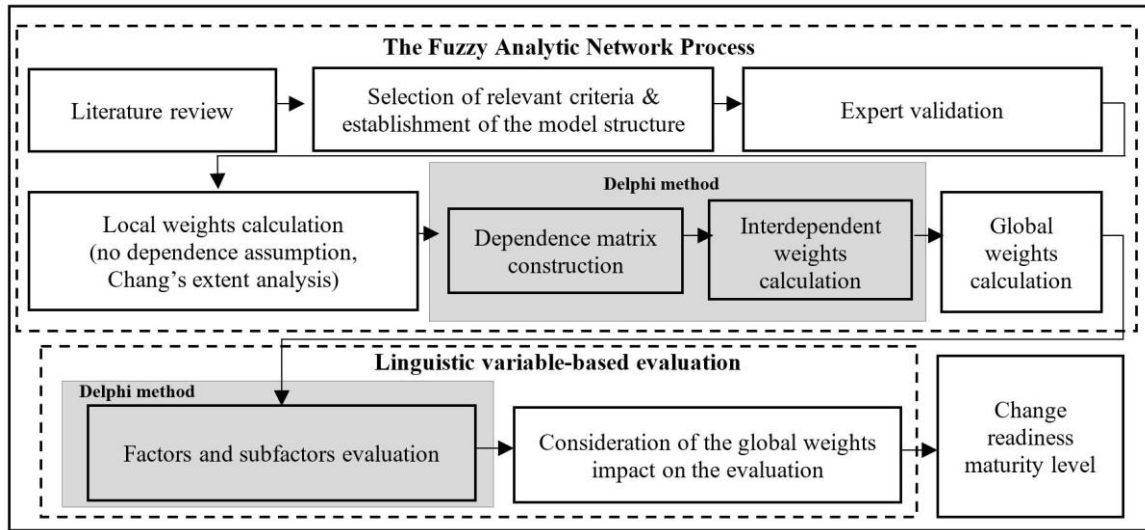 The Fuzzy Analytic Network Process
Literature review
Selection of relevant criteria &
establishment of the model structure
Expert validation
Local weights calculation
(no dependence assumption,
Chang's extent analysis)
Delphi method
Dependence matrix
construction
Interdependent
weights
calculation
Global
weights
calculation
Linguistic variable-based evaluation
Delphi method
Factors and subfactors evaluation
Consideration of the global weights
impact on the evaluation
Change
readiness
maturity level